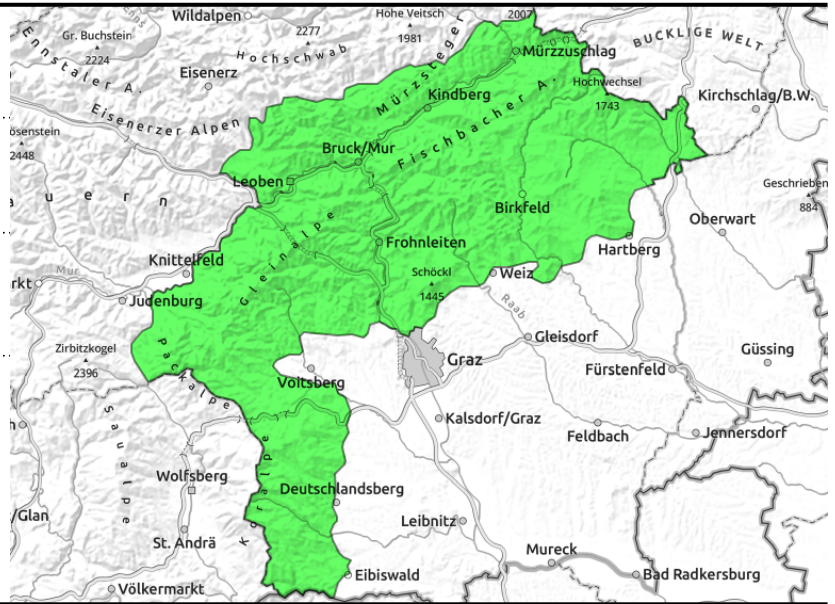 Wildalpen
Hohe Veitsch
1981
2007
Enns
Ennstaler A.
Gr. Buchstein
2224
2277
Hochschwab
Mürzsteger
Mürzzuschlag
BUCKLIGE WELT
Eisenerz
Hochwechsel
1743
Kirchschlag/B.W.
Kindberg
Eisenerzer Alpen
Fischbacher A.
ösenstein
2448
Bruck/Mur
Leoben
Geschrieben
884
auern
Birkfeld
Oberwart
Gleinalpe
Frohnleiten
Hartberg
Knittelfeld
Mur
Schöckl
1445
Weiz
rkt
Judenburg
Raab
Zirbitzkogel
2396
Packalpe
Gleisdorf
Graz
Güssing
Voitsberg
Fürstenfeld
Saualpe
Kalsdorf/Graz
Feldbach
Jennersdorf
Wolfsberg
Koralpe
Deutschlandsberg
/Glan
Leibnitz
St. Andrä
Mureck
Eibiswald
Bad Radkersburg
Völkermarkt